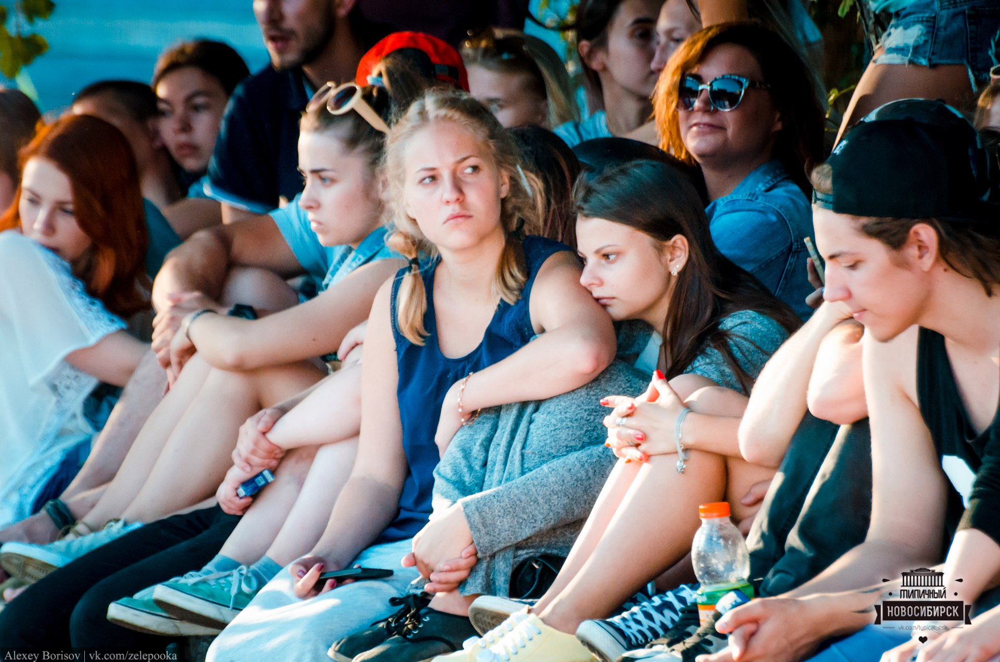 ТИПИЧНЫЙ
НОВОСИБИРСК
vk.com/typical_nsk
Alexey Borisov | vk.com/zelepooka